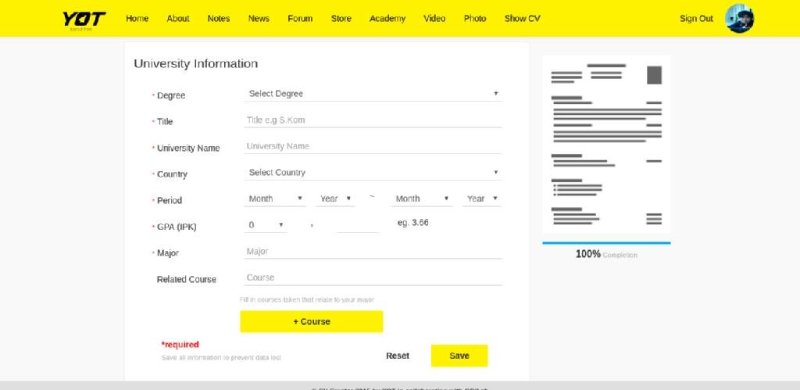 YOT
Home About Notes News Forum Store Academy Video Photo Show CV Sign Out
University Information
* Degree Select Degree
* Title Title e.g S.Kom
* University Name University Name
* Country Select Country
* Period Month Year ~ Month Year
* GPA (IPK) 0 , eg. 3.66
* Major Major
Related Course Course
Fill in courses taken that relate to your major
+ Course
*required
Save all information to prevent data lost
Reset Save
100% Completion